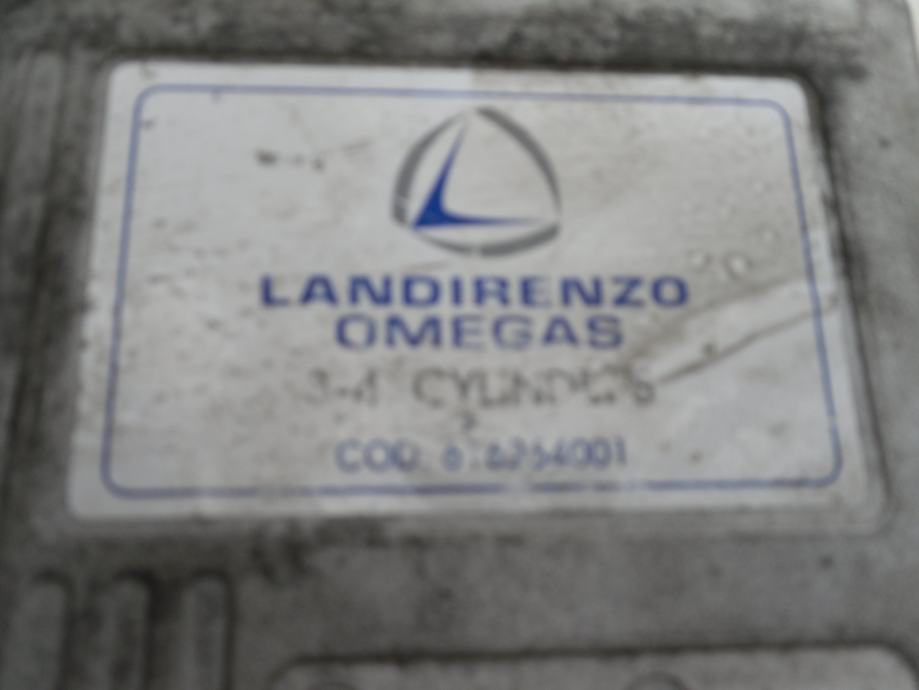 LANDIRENZO
OMEGAS
3-4 CYLINDERS
COD.